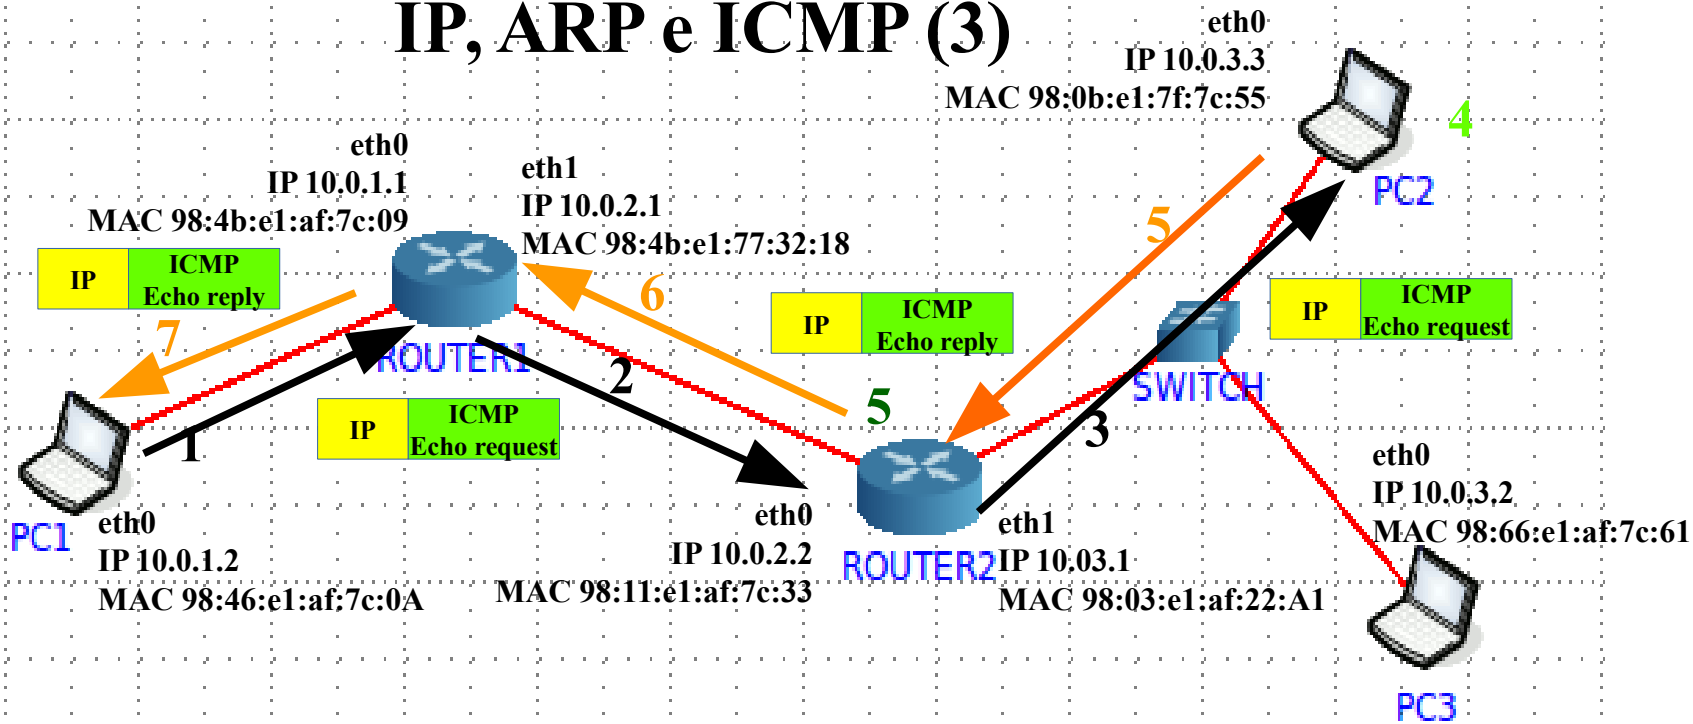 IP, ARP e ICMP (3)
eth0
IP 10.0.3.3
MAC 98:0b:e1:7f:7c:55
4
PC2
eth0
IP 10.0.1.1
MAC 98:4b:e1:af:7c:09
eth1
IP 10.0.2.1
MAC 98:4b:e1:77:32:18
5
IP
ICMP
Echo reply
7
6
IP
ICMP
Echo reply
IP
ICMP
Echo request
ROUTER1
2
SWITCH
1
IP
ICMP
Echo request
5
3
PC1
eth0
IP 10.0.1.2
MAC 98:46:e1:af:7c:0A
eth0
IP 10.0.2.2
MAC 98:11:e1:af:7c:33
ROUTER2
eth1
IP 10.03.1
MAC 98:03:e1:af:22:A1
eth0
IP 10.0.3.2
MAC 98:66:e1:af:7c:61
PC3